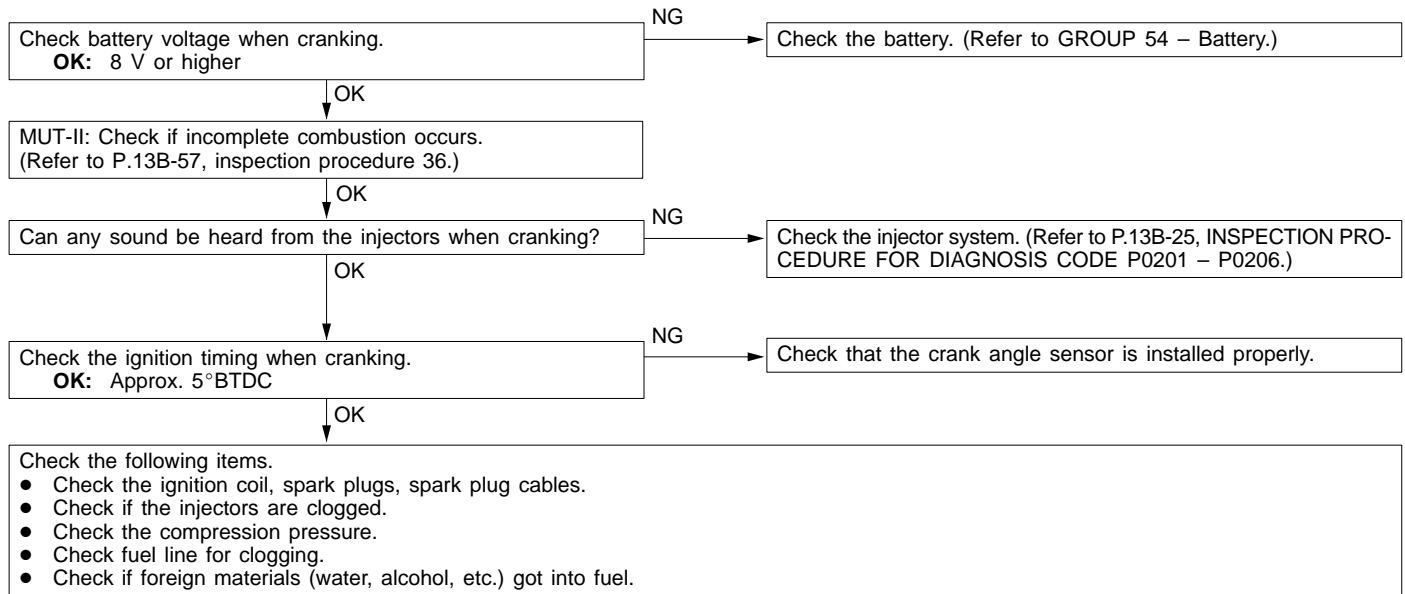 NG
Check battery voltage when cranking.
OK: 8 V or higher
Check the battery. (Refer to GROUP 54 – Battery.)
OK
MUT-II: Check if incomplete combustion occurs.
(Refer to P.13B-57, inspection procedure 36.)
OK
NG
Can any sound be heard from the injectors when cranking?
Check the injector system. (Refer to P.13B-25, INSPECTION PRO-
CEDURE FOR DIAGNOSIS CODE P0201 – P0206.)
OK
NG
Check the ignition timing when cranking.
OK: Approx. 5°BTDC
Check that the crank angle sensor is installed properly.
OK
Check the following items.
● Check the ignition coil, spark plugs, spark plug cables.
● Check if the injectors are clogged.
● Check the compression pressure.
● Check fuel line for clogging.
● Check if foreign materials (water, alcohol, etc.) got into fuel.